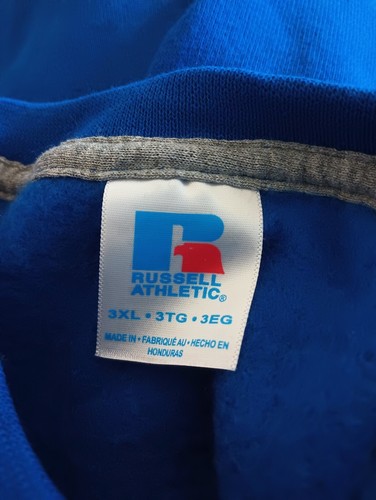 R
RUSSELL
ATHLETIC®
3XL • 3TG • 3EG
MADE IN • FABRIQUÉ AU • HECHO EN
HONDURAS